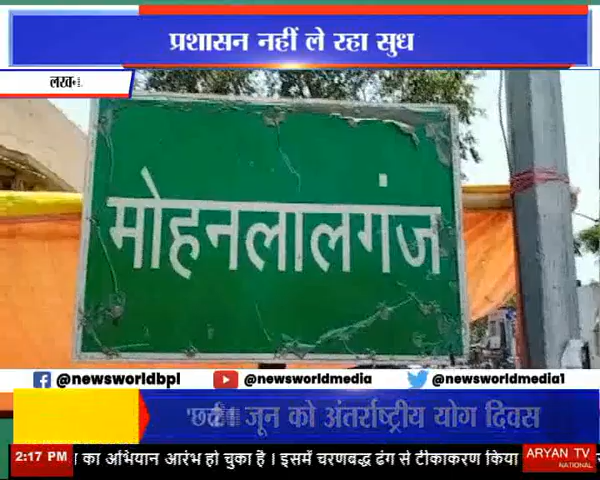 प्रशासन नहीं ले रहा सुध
मोहनलालगंज
@newsworldbpl @newsworldmedia @newsworldmedia1
जून को अंतर्राष्ट्रीय योग दिवस
2:17 PM का अभियान आरंभ हो चुका है । इसमें चरणबद्ध ढंग से टीकाकरण किया ARYAN TV
NATIONAL